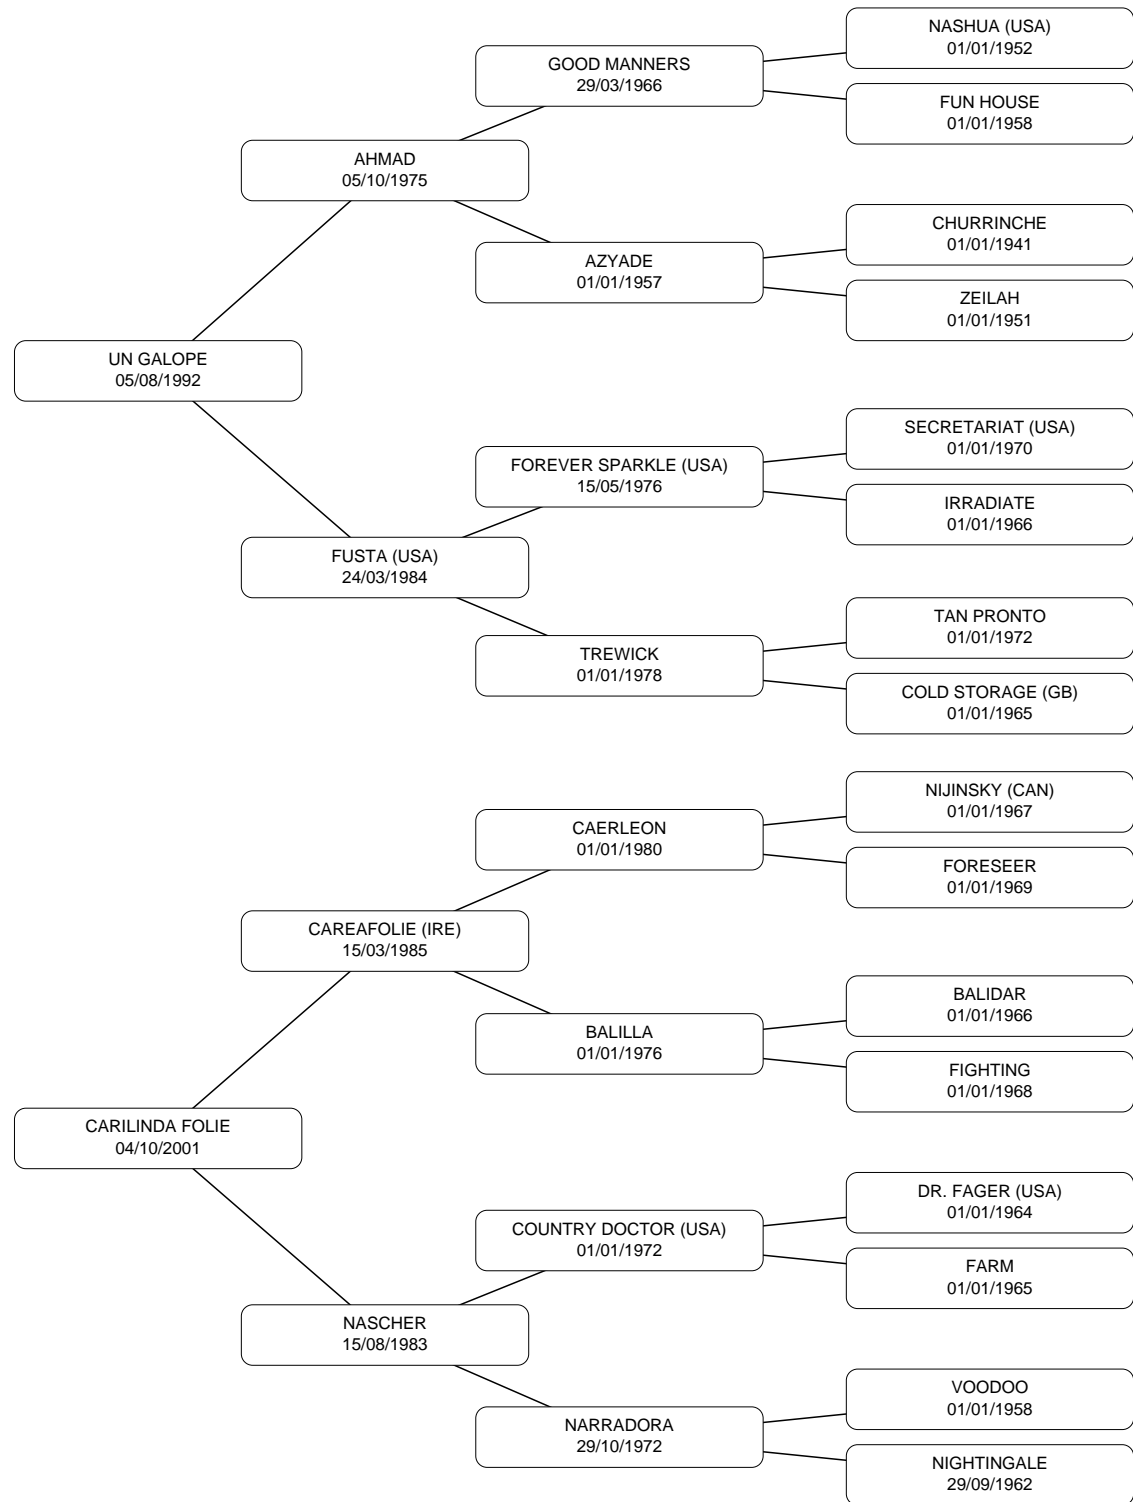 NASHUA (USA)
01/01/1952
GOOD MANNERS
29/03/1966
FUN HOUSE
01/01/1958
AHMAD
05/10/1975
CHURRINCHE
01/01/1941
AZYADE
01/01/1957
ZEILAH
01/01/1951
UN GALOPE
05/08/1992
SECRETARIAT (USA)
01/01/1970
FOREVER SPARKLE (USA)
15/05/1976
IRRADIATE
01/01/1966
FUSTA (USA)
24/03/1984
TAN PRONTO
01/01/1972
TREWICK
01/01/1978
COLD STORAGE (GB)
01/01/1965
NIJINSKY (CAN)
01/01/1967
CAERLEON
01/01/1980
FORESEER
01/01/1969
CAREAFOLIE (IRE)
15/03/1985
BALIDAR
01/01/1966
BALILLA
01/01/1976
FIGHTING
01/01/1968
CARILINDA FOLIE
04/10/2001
DR. FAGER (USA)
01/01/1964
COUNTRY DOCTOR (USA)
01/01/1972
FARM
01/01/1965
NASCHER
15/08/1983
VOODOO
01/01/1958
NARRADORA
29/10/1972
NIGHTINGALE
29/09/1962